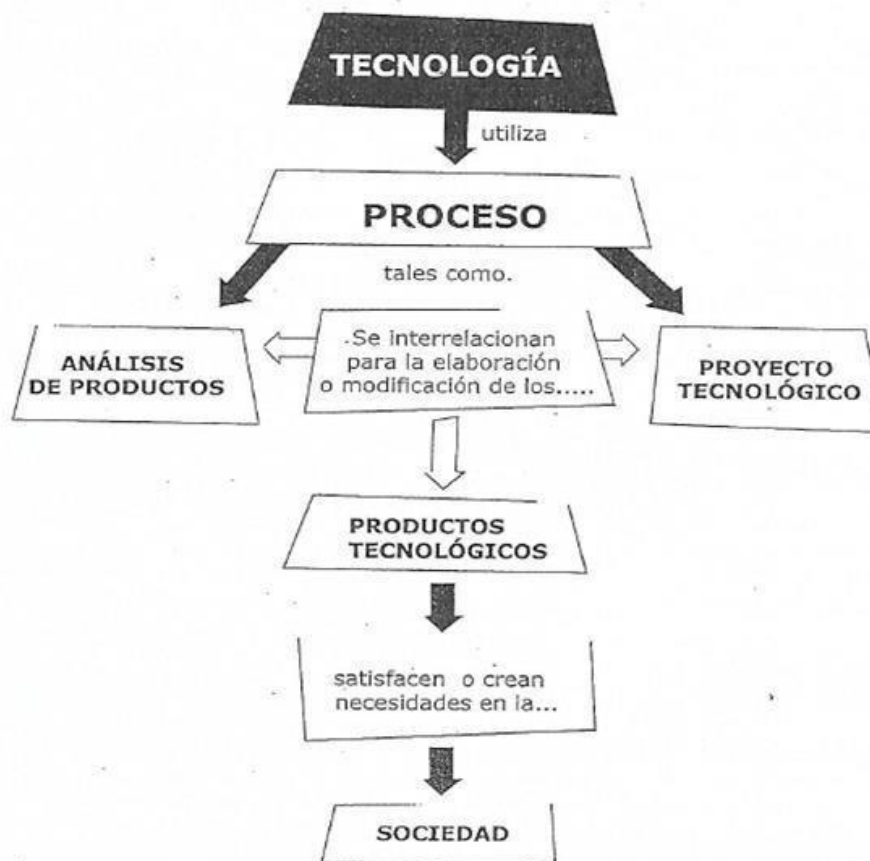 TECNOLOGÍA
utiliza
PROCESO
tales como.
ANÁLISIS
DE PRODUCTOS
.Se interrelacionan
para la elaboración
o modificación de los.....
PROYECTO
TECNOLÓGICO
PRODUCTOS
TECNOLÓGICOS
satisfacen o crean
necesidades en la...
SOCIEDAD